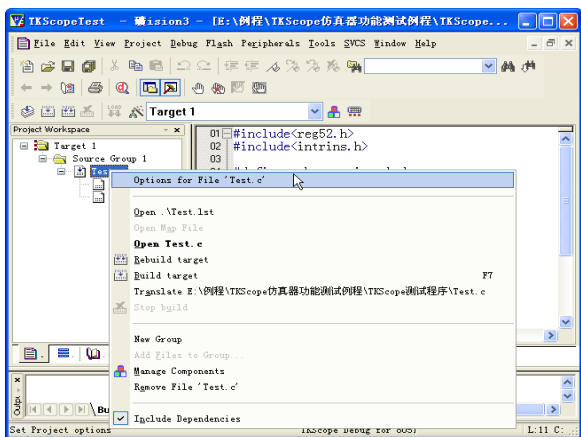 TKScopeTest - 礦ision3 - [E:\例程\TKScope仿真器功能测试例程\TKScope...
File Edit View Project Debug Flash Peripherals Tools SVCS Window Help
LOAD Target 1
Project Workspace
Target 1
Source Group 1
Tes
01 #include<reg52.h>
02 #include<intrins.h>
03
Options for File 'Test.c'
Open .\Test.lst
Open Map File
Open Test.c
Rebuild target
Build target F7
Translate E:\例程\TKScope仿真器功能测试例程\TKScope测试程序\Test.c
Stop build
New Group
Add Files to Group...
Manage Components
Remove File 'Test.c'
Include Dependencies
Bu
Set Project options
TKScope Debug for 8051
L:11 C: